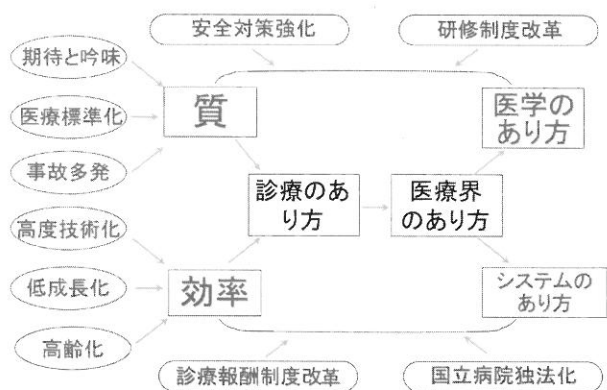 安全対策強化
研修制度改革
期待と吟味
医療標準化
事故多発
質
医学の
あり方
診療のあ
り方
医療界
のあり方
高度技術化
低成長化
高齢化
効率
システムの
あり方
診療報酬制度改革
国立病院独法化